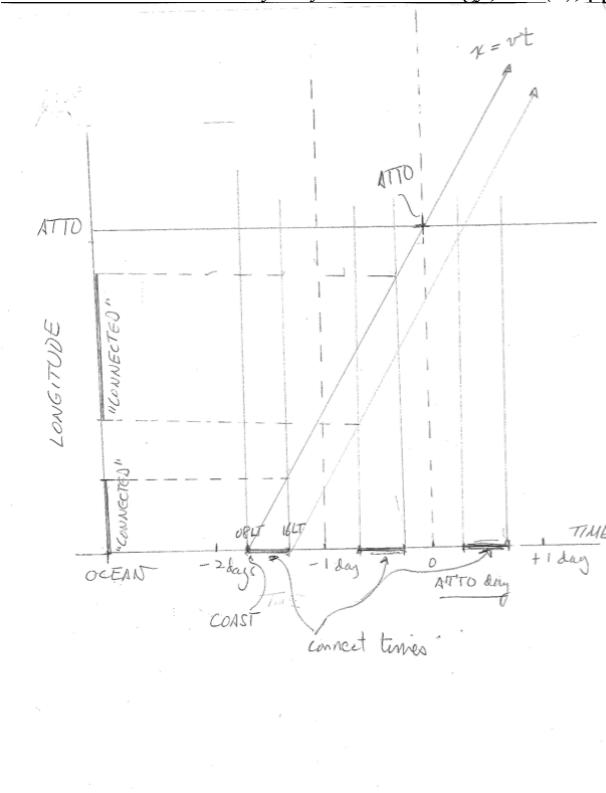 x = vt
ATTO
ATTO
LONGITUDE
"CONNECTED"
"CONNECTED"
08LT 16LT
TIME
OCEAN
-2 days
-1 day
0
+1 day
ATTO day
COAST
connect times